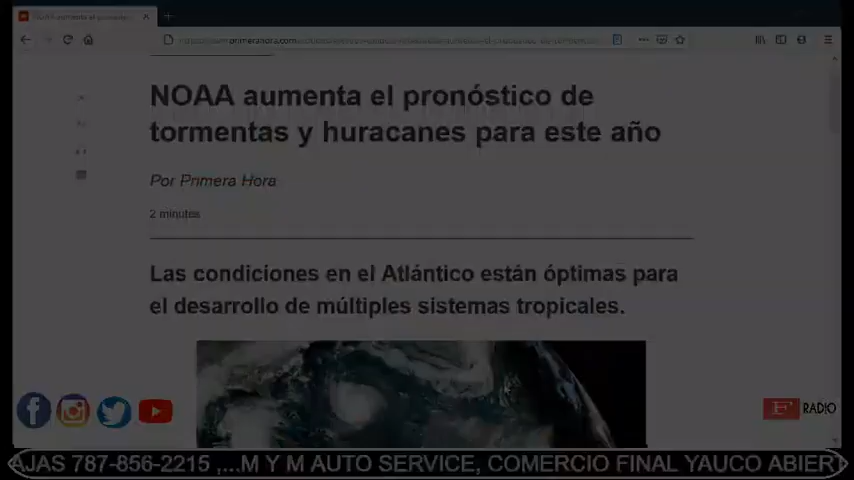 NOAA aumenta el pronóstico de
tormentas y huracanes para este año
Por Primera Hora
2 minutes
Las condiciones en el Atlántico están óptimas para
el desarrollo de múltiples sistemas tropicales.
F RADIO
AJAS 787-856-2215 ,...M Y M AUTO SERVICE, COMERCIO FINAL YAUCO ABIERT